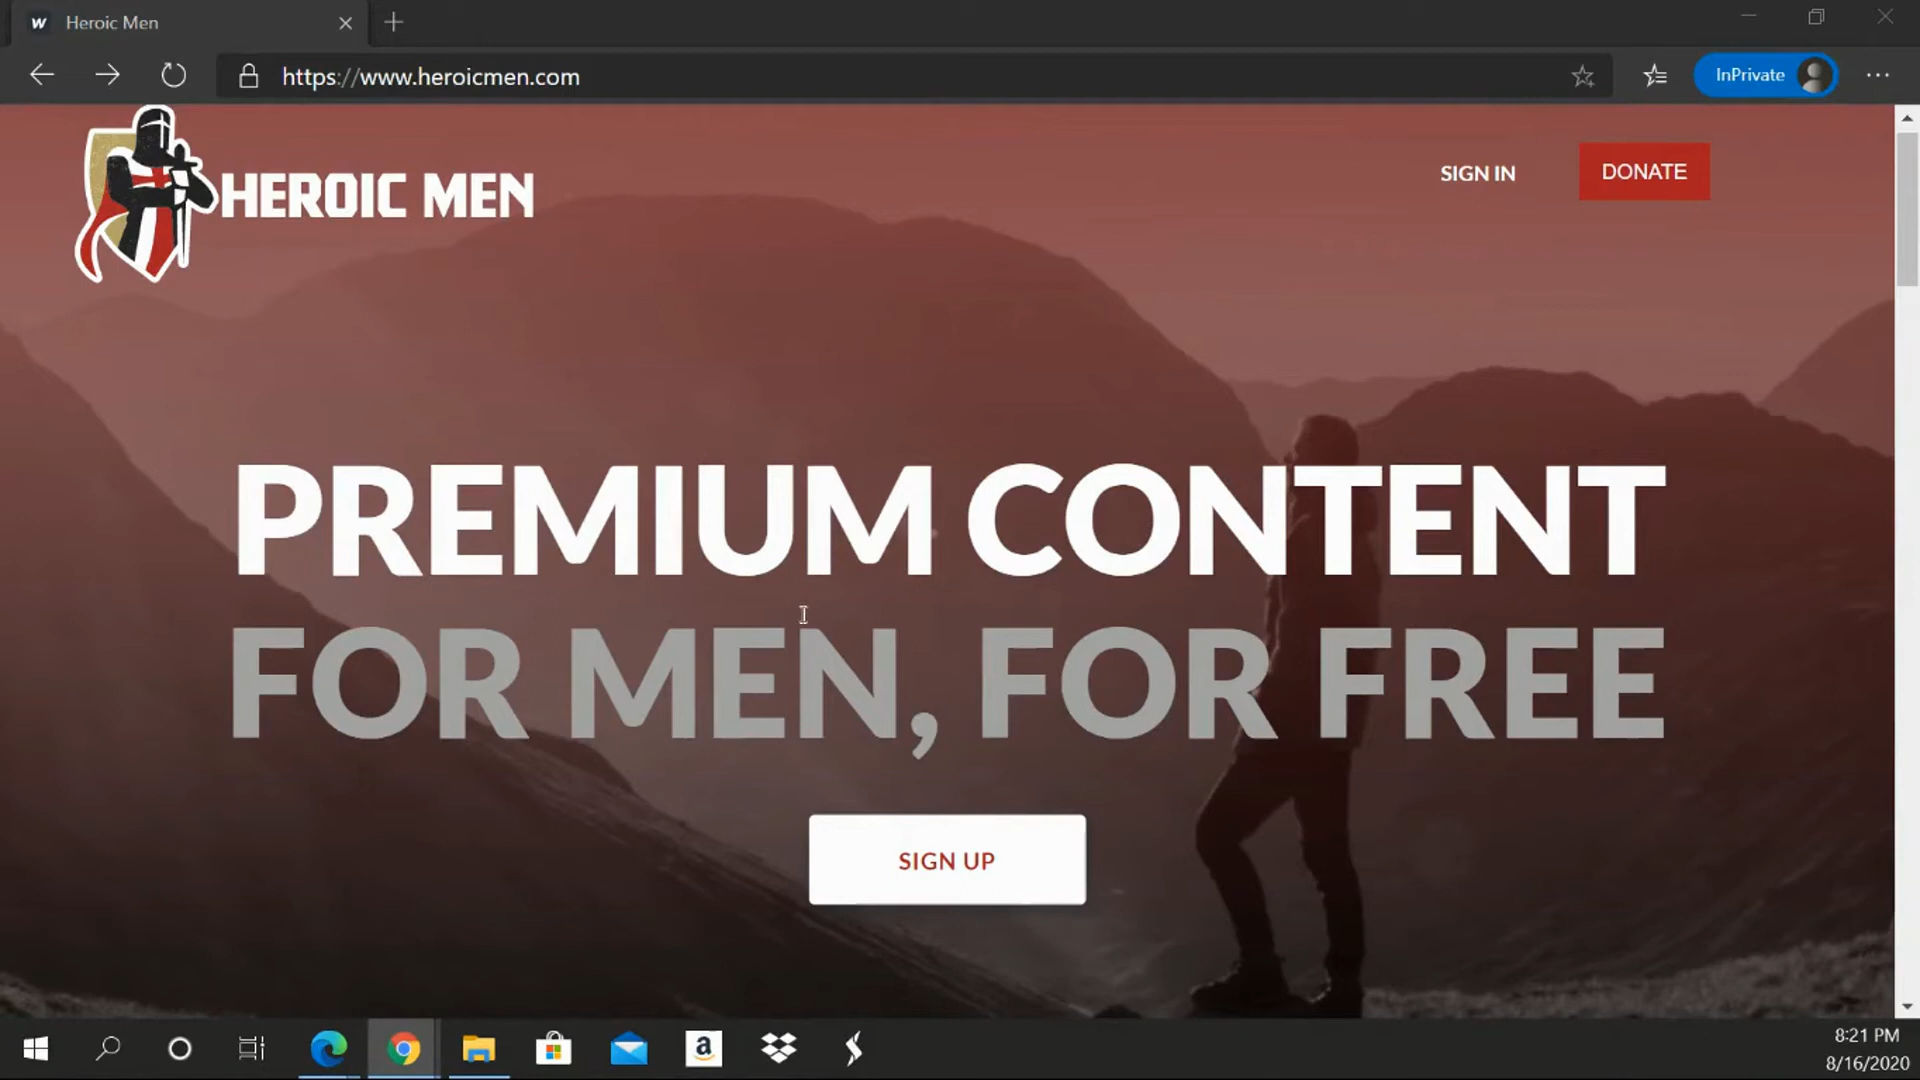 Heroic Men
https://www.heroicmen.com
InPrivate
HEROIC MEN
SIGN IN
DONATE
PREMIUM CONTENT
FOR MEN, FOR FREE
SIGN UP
8:21 PM
8/16/2020